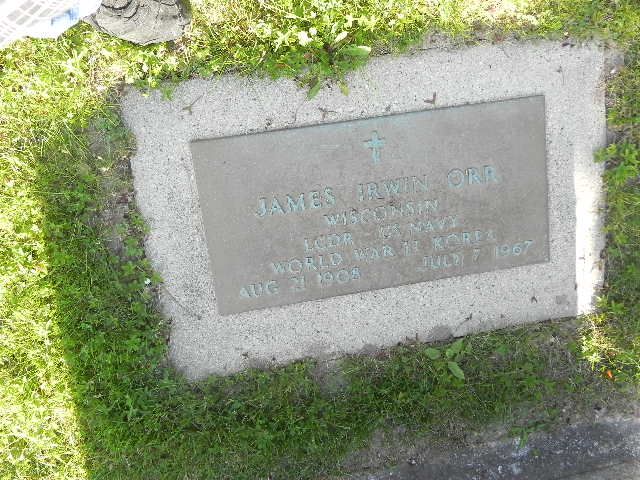 JAMES IRWIN ORR
WISCONSIN
LCDR US NAVY
WORLD WAR II KOREA
AUG 21 1908 JULY 7 1967